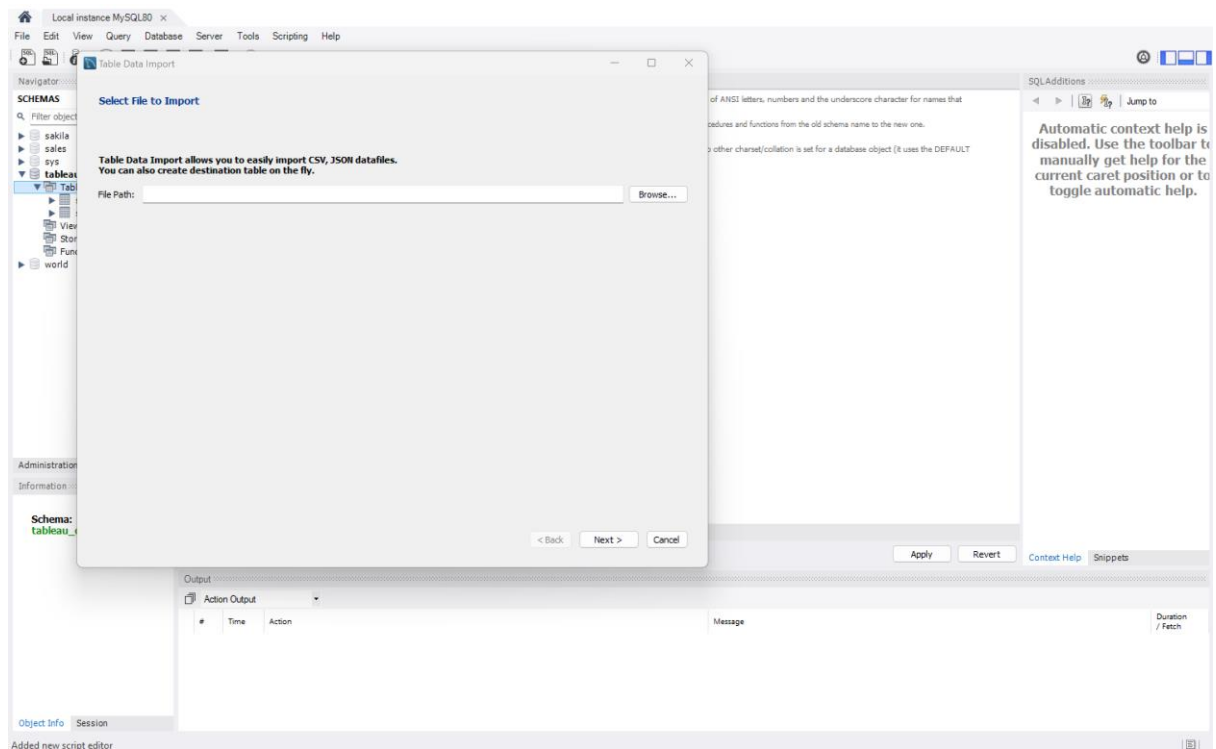 Local instance MySQL80
File Edit View Query Database Server Tools Scripting Help
Table Data Import
Navigator
SCHEMAS
Filter object
sakila
sales
sys
tableau
Tabl
View
Stor
Func
world
Administration
Information
Schema:
tableau_
Select File to Import
Table Data Import allows you to easily import CSV, JSON datafiles.
You can also create destination table on the fly.
File Path: Browse...
< Back Next > Cancel
of ANSI letters, numbers and the underscore character for names that
cedures and functions from the old schema name to the new one.
other charset/collation is set for a database object (it uses the DEFAULT
Apply Revert
SQLAdditions
Jump to
Automatic context help is
disabled. Use the toolbar to
manually get help for the
current caret position or to
toggle automatic help.
Context Help Snippets
Output
Action Output
# Time Action Message Duration / Fetch
Object Info Session
Added new script editor